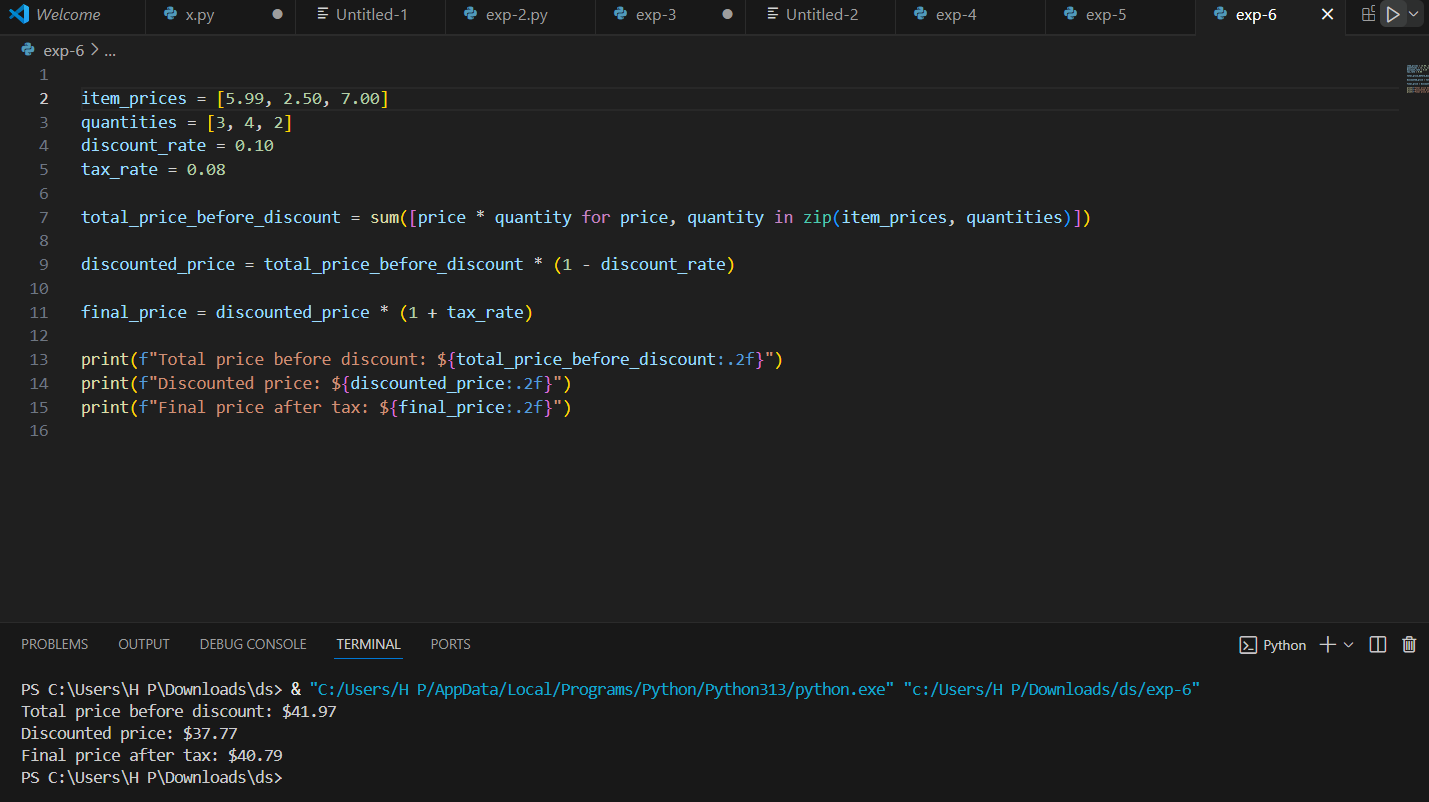 Welcome x.py Untitled-1 exp-2.py exp-3 Untitled-2 exp-4 exp-5 exp-6
exp-6 > ...
1
2 item_prices = [5.99, 2.50, 7.00]
3 quantities = [3, 4, 2]
4 discount_rate = 0.10
5 tax_rate = 0.08
6
7 total_price_before_discount = sum([price * quantity for price, quantity in zip(item_prices, quantities)])
8
9 discounted_price = total_price_before_discount * (1 - discount_rate)
10
11 final_price = discounted_price * (1 + tax_rate)
12
13 print(f"Total price before discount: ${total_price_before_discount:.2f}")
14 print(f"Discounted price: ${discounted_price:.2f}")
15 print(f"Final price after tax: ${final_price:.2f}")
16
PROBLEMS OUTPUT DEBUG CONSOLE TERMINAL PORTS Python
PS C:\Users\H P\Downloads\ds> & "C:/Users/H P/AppData/Local/Programs/Python/Python313/python.exe" "c:/Users/H P/Downloads/ds/exp-6"
Total price before discount: $41.97
Discounted price: $37.77
Final price after tax: $40.79
PS C:\Users\H P\Downloads\ds>